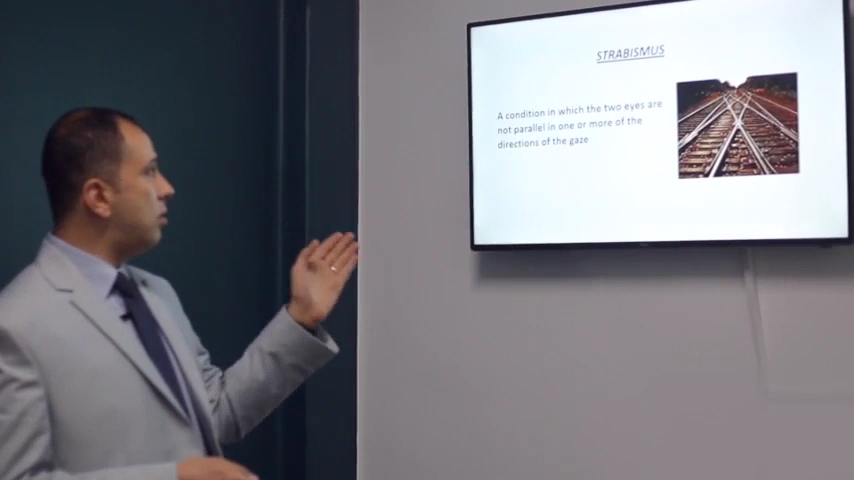 STRABISMUS
A condition in which the two eyes are
not parallel in one or more of the
directions of the gaze